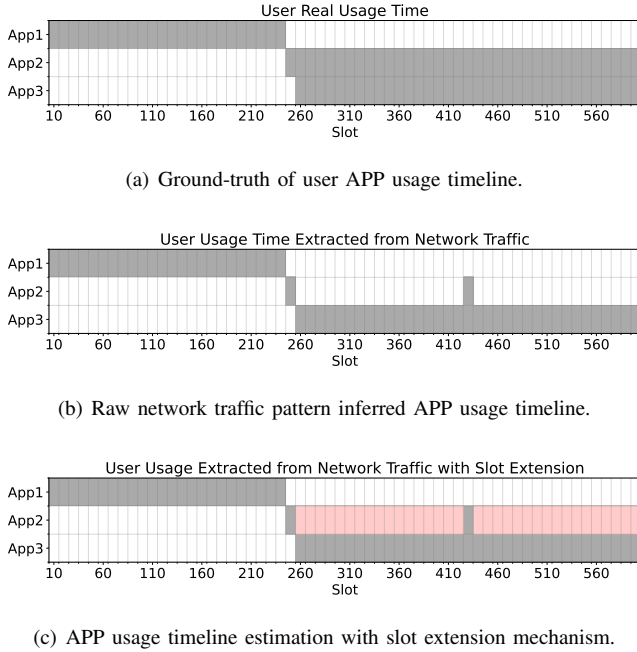 User Real Usage Time
App1
App2
App3
10 60 110 160 210 260 310 360 410 460 510 560
Slot
(a) Ground-truth of user APP usage timeline.
User Usage Time Extracted from Network Traffic
App1
App2
App3
10 60 110 160 210 260 310 360 410 460 510 560
Slot
(b) Raw network traffic pattern inferred APP usage timeline.
User Usage Extracted from Network Traffic with Slot Extension
App1
App2
App3
10 60 110 160 210 260 310 360 410 460 510 560
Slot
(c) APP usage timeline estimation with slot extension mechanism.